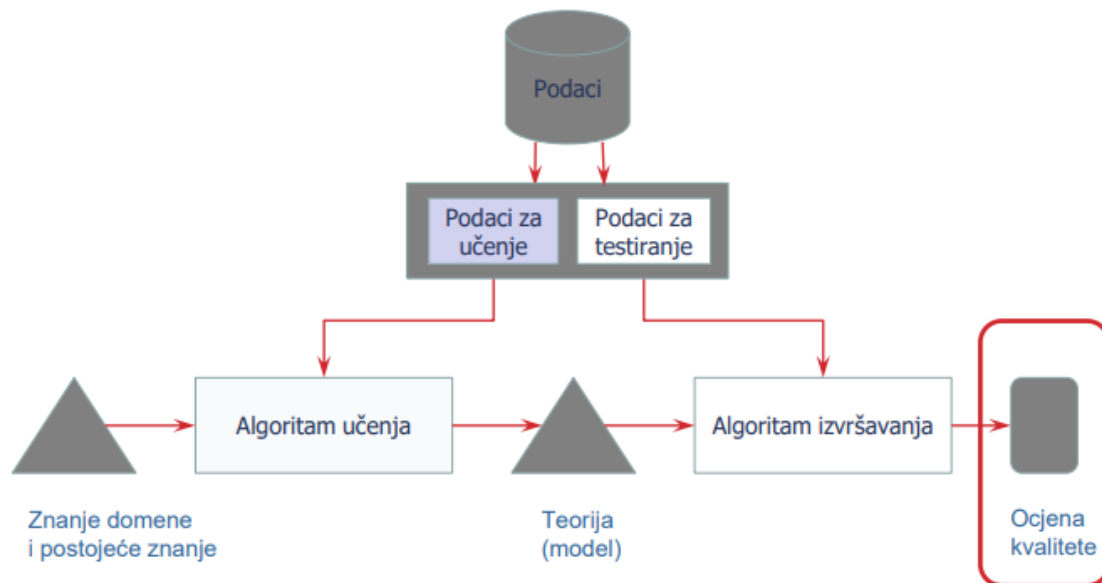 Podaci
Podaci za
učenje
Podaci za
testiranje
Algoritam učenja
Algoritam izvršavanja
Znanje domene
i postojeće znanje
Teorija
(model)
Ocjena
kvalitete